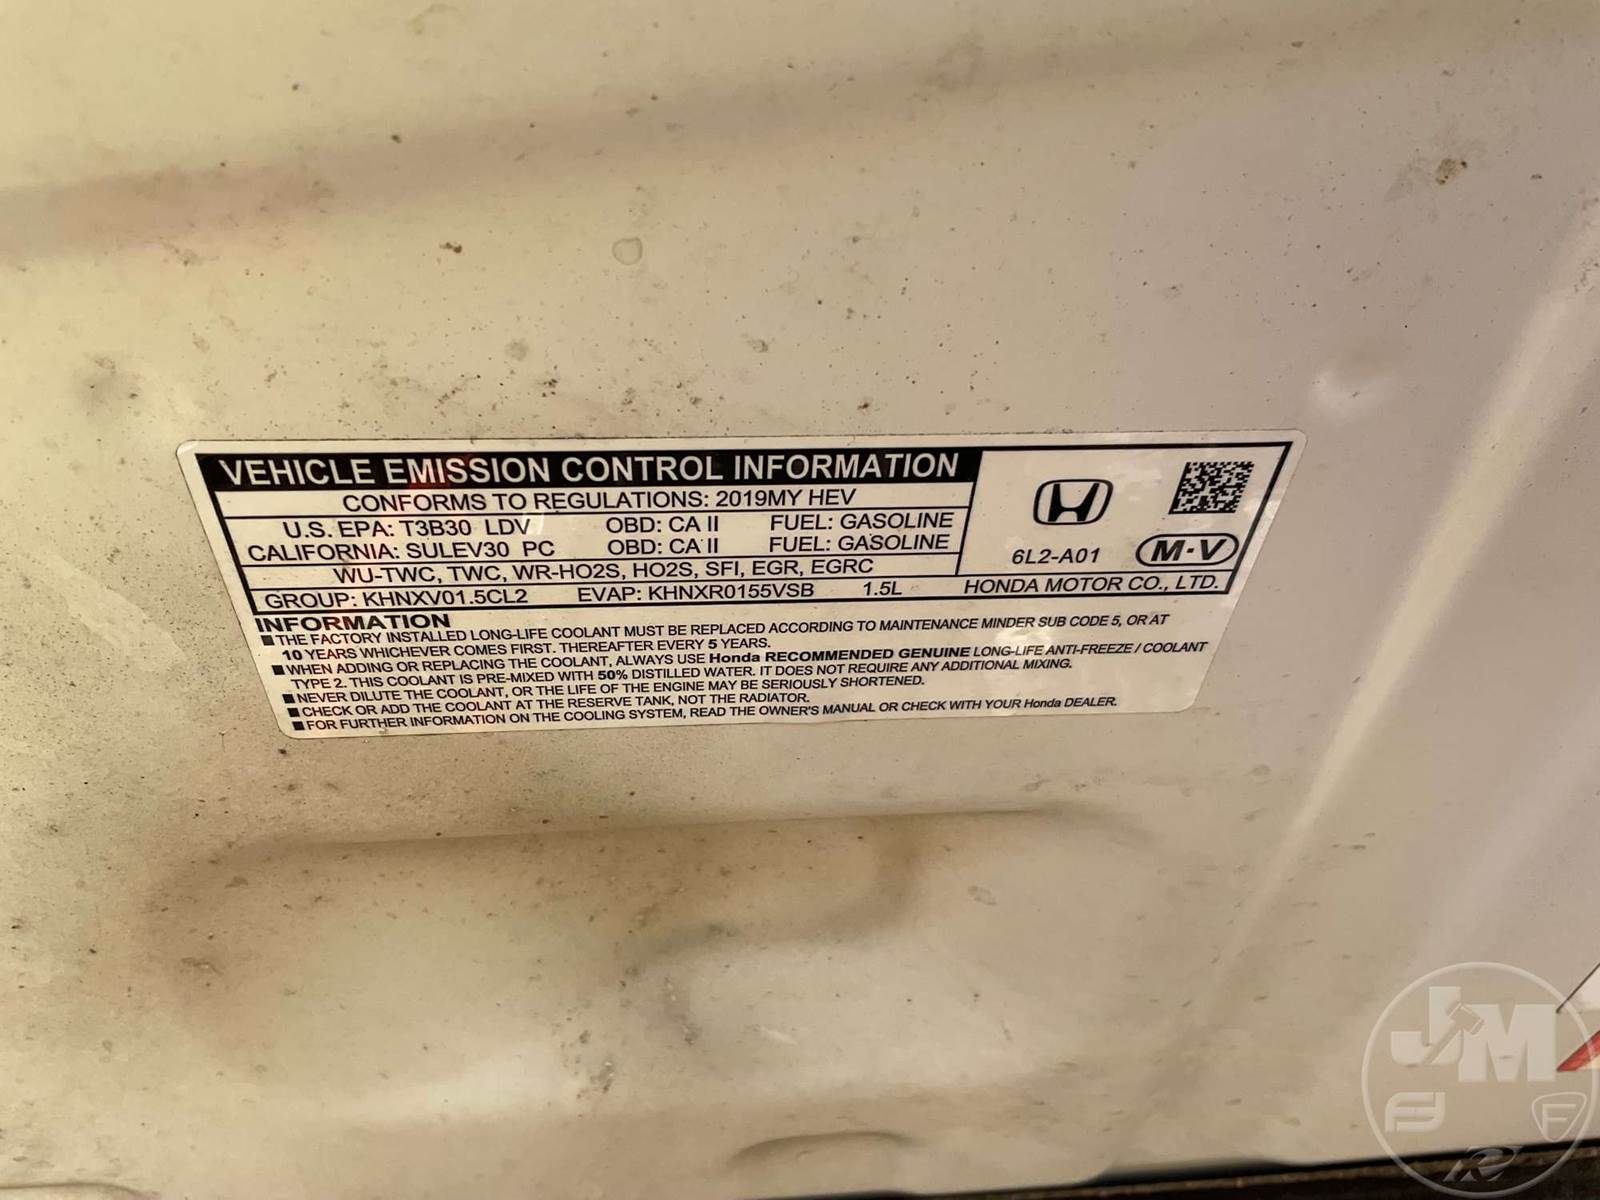 VEHICLE EMISSION CONTROL INFORMATION
CONFORMS TO REGULATIONS: 2019MY HEV
U.S. EPA: T3B30 LDV OBD: CA II FUEL: GASOLINE
CALIFORNIA: SULEV30 PC OBD: CA II FUEL: GASOLINE
WU-TWC, TWC, WR-HO2S, HO2S, SFI, EGR, EGRC
GROUP: KHNXV01.5CL2 EVAP: KHNXR0155VSB 1.5L
6L2-A01 M·V
HONDA MOTOR CO., LTD.
INFORMATION
■ THE FACTORY INSTALLED LONG-LIFE COOLANT MUST BE REPLACED ACCORDING TO MAINTENANCE MINDER SUB CODE 5, OR AT
10 YEARS WHICHEVER COMES FIRST. THEREAFTER EVERY 5 YEARS.
■ WHEN ADDING OR REPLACING THE COOLANT, ALWAYS USE Honda RECOMMENDED GENUINE LONG-LIFE ANTI-FREEZE / COOLANT
TYPE 2. THIS COOLANT IS PRE-MIXED WITH 50% DISTILLED WATER. IT DOES NOT REQUIRE ANY ADDITIONAL MIXING.
■ NEVER DILUTE THE COOLANT, OR THE LIFE OF THE ENGINE MAY BE SERIOUSLY SHORTENED.
■ CHECK OR ADD THE COOLANT AT THE RESERVE TANK, NOT THE RADIATOR.
■ FOR FURTHER INFORMATION ON THE COOLING SYSTEM, READ THE OWNER'S MANUAL OR CHECK WITH YOUR Honda DEALER.
JM